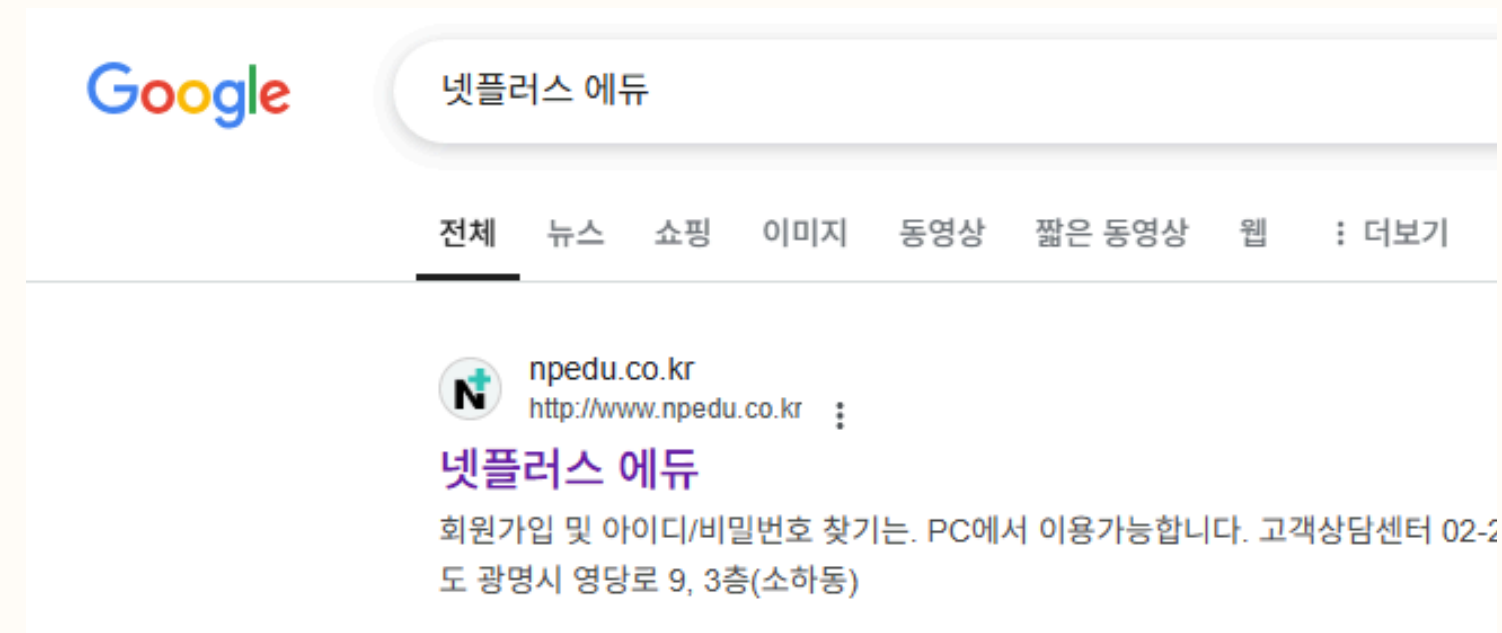 Google
넷플러스 에듀
전체 뉴스 쇼핑 이미지 동영상 짧은 동영상 웹 ⋮ 더보기
N+
npedu.co.kr
http://www.npedu.co.kr ⋮
넷플러스 에듀
회원가입 및 아이디/비밀번호 찾기는. PC에서 이용가능합니다. 고객상담센터 02-2
도 광명시 영당로 9, 3층(소하동)